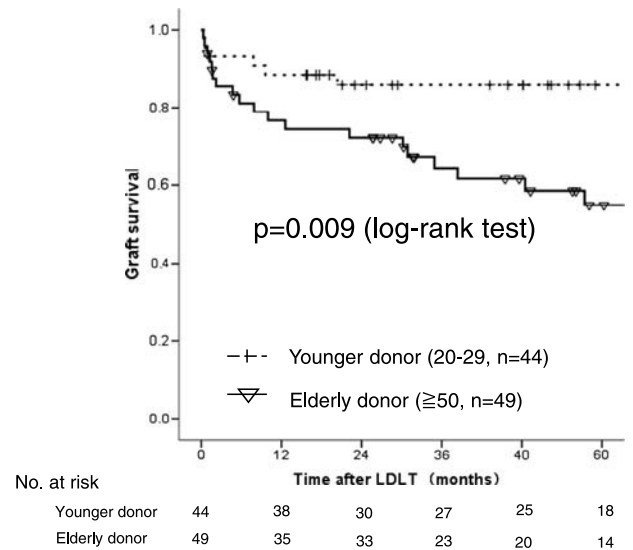 Graft survival
1.0
0.8
0.6
0.4
0.2
0.0
p=0.009 (log-rank test)
Younger donor (20-29, n=44)
Elderly donor (≧50, n=49)
0 12 24 36 40 60
Time after LDLT (months)
No. at risk
Younger donor 44 38 30 27 25 18
Elderly donor 49 35 33 23 20 14